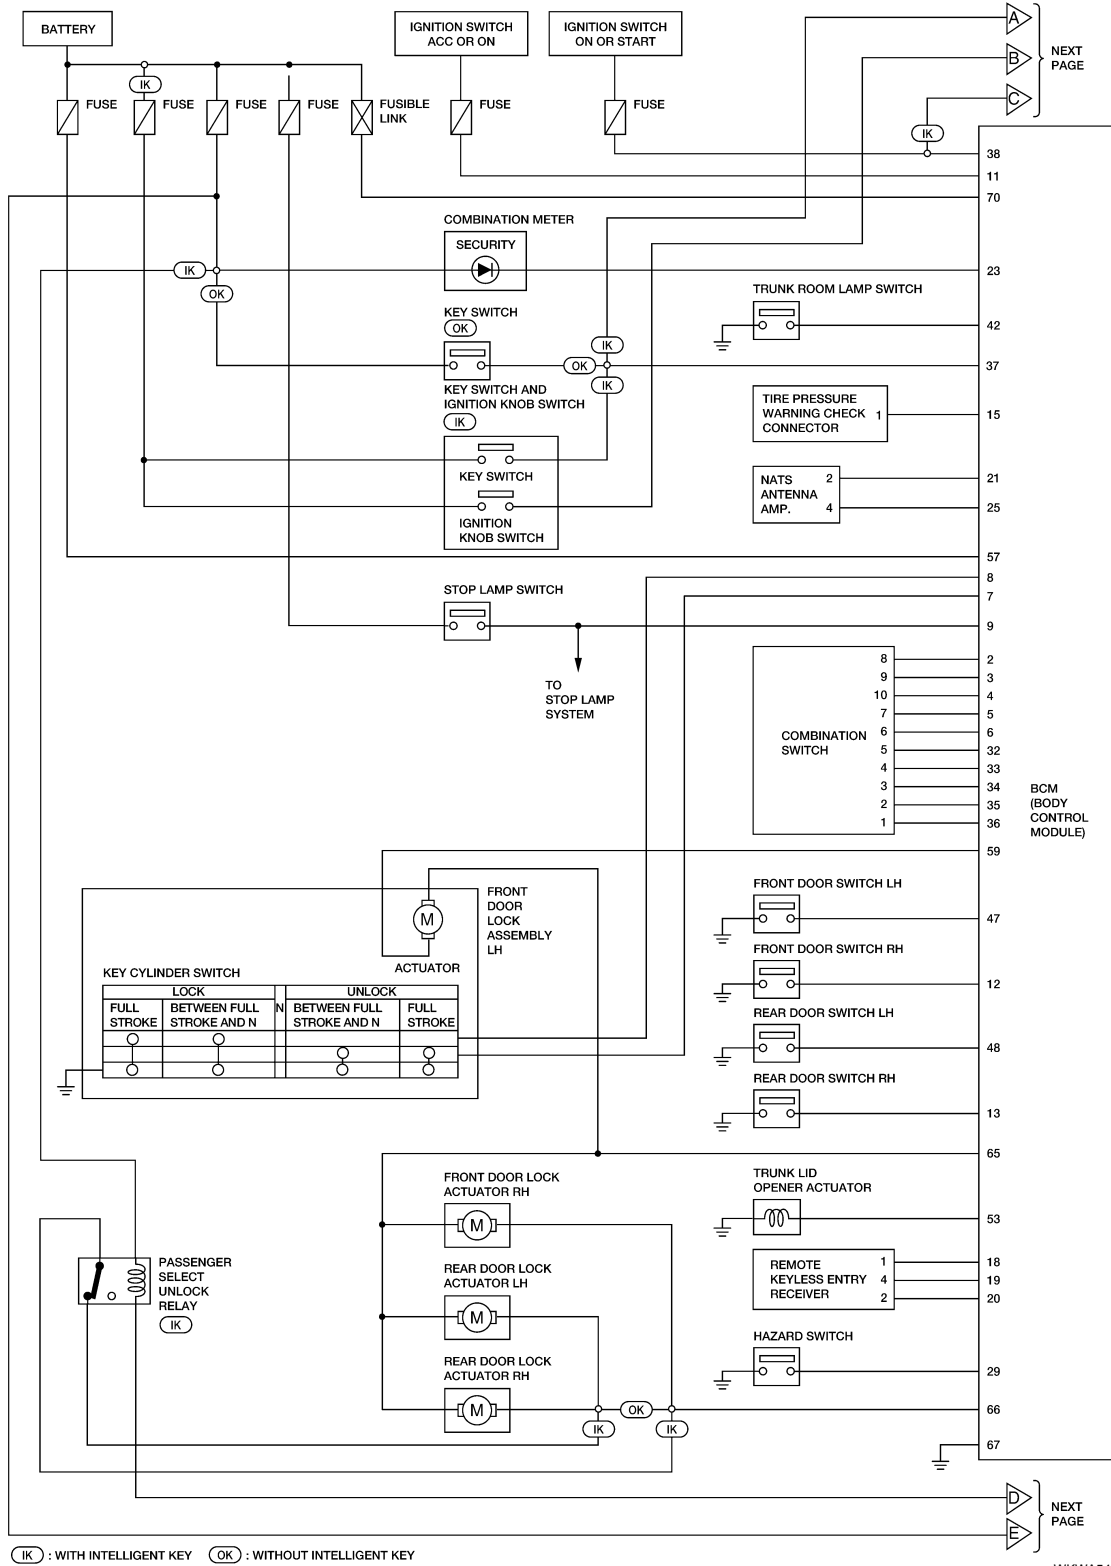 BATTERY
IGNITION SWITCH
ACC OR ON
IGNITION SWITCH
ON OR START
A
B
C
NEXT
PAGE
IK
FUSE
FUSE
FUSE
FUSE
FUSIBLE
LINK
FUSE
FUSE
IK
38
11
70
COMBINATION METER
SECURITY
IK
OK
23
TRUNK ROOM LAMP SWITCH
42
KEY SWITCH
OK
IK
OK
IK
37
KEY SWITCH AND
IGNITION KNOB SWITCH
IK
KEY SWITCH
IGNITION
KNOB SWITCH
TIRE PRESSURE
WARNING CHECK 1
CONNECTOR
15
NATS 2
ANTENNA
AMP. 4
21
25
57
8
7
STOP LAMP SWITCH
9
TO
STOP LAMP
SYSTEM
COMBINATION
SWITCH
8 2
9 3
10 4
7 5
6 6
5 32
4 33
3 34
2 35
1 36
BCM
(BODY
CONTROL
MODULE)
59
FRONT
DOOR
LOCK
ASSEMBLY
LH
M
ACTUATOR
KEY CYLINDER SWITCH
LOCK N UNLOCK
FULL
STROKE
BETWEEN FULL
STROKE AND N
BETWEEN FULL
STROKE AND N
FULL
STROKE
FRONT DOOR SWITCH LH
47
FRONT DOOR SWITCH RH
12
REAR DOOR SWITCH LH
48
REAR DOOR SWITCH RH
13
65
FRONT DOOR LOCK
ACTUATOR RH
M
TRUNK LID
OPENER ACTUATOR
53
PASSENGER
SELECT
UNLOCK
RELAY
IK
REAR DOOR LOCK
ACTUATOR LH
M
REMOTE
KEYLESS ENTRY
RECEIVER
1 18
4 19
2 20
HAZARD SWITCH
29
REAR DOOR LOCK
ACTUATOR RH
M
OK
IK
IK
66
67
D
E
NEXT
PAGE
IK : WITH INTELLIGENT KEY OK : WITHOUT INTELLIGENT KEY